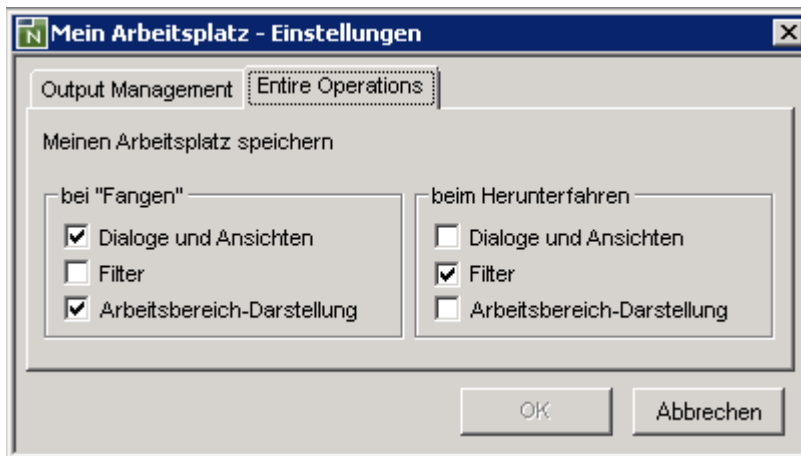 N Mein Arbeitsplatz - Einstellungen
Output Management Entire Operations
Meinen Arbeitsplatz speichern
bei "Fangen"
Dialoge und Ansichten
Filter
Arbeitsbereich-Darstellung
beim Herunterfahren
Dialoge und Ansichten
Filter
Arbeitsbereich-Darstellung
OK Abbrechen